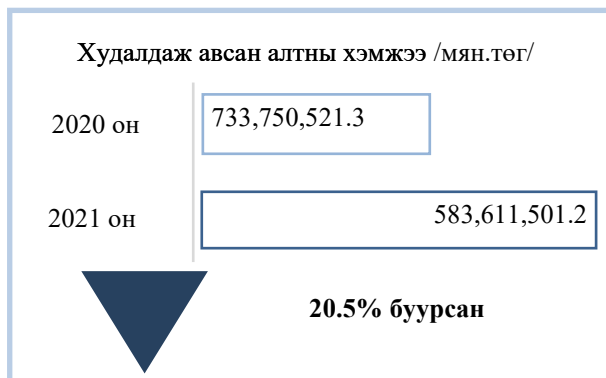 Худалдаж авсан алтны хэмжээ /мян.төг/
2020 он
733,750,521.3
2021 он
583,611,501.2
20.5% буурсан